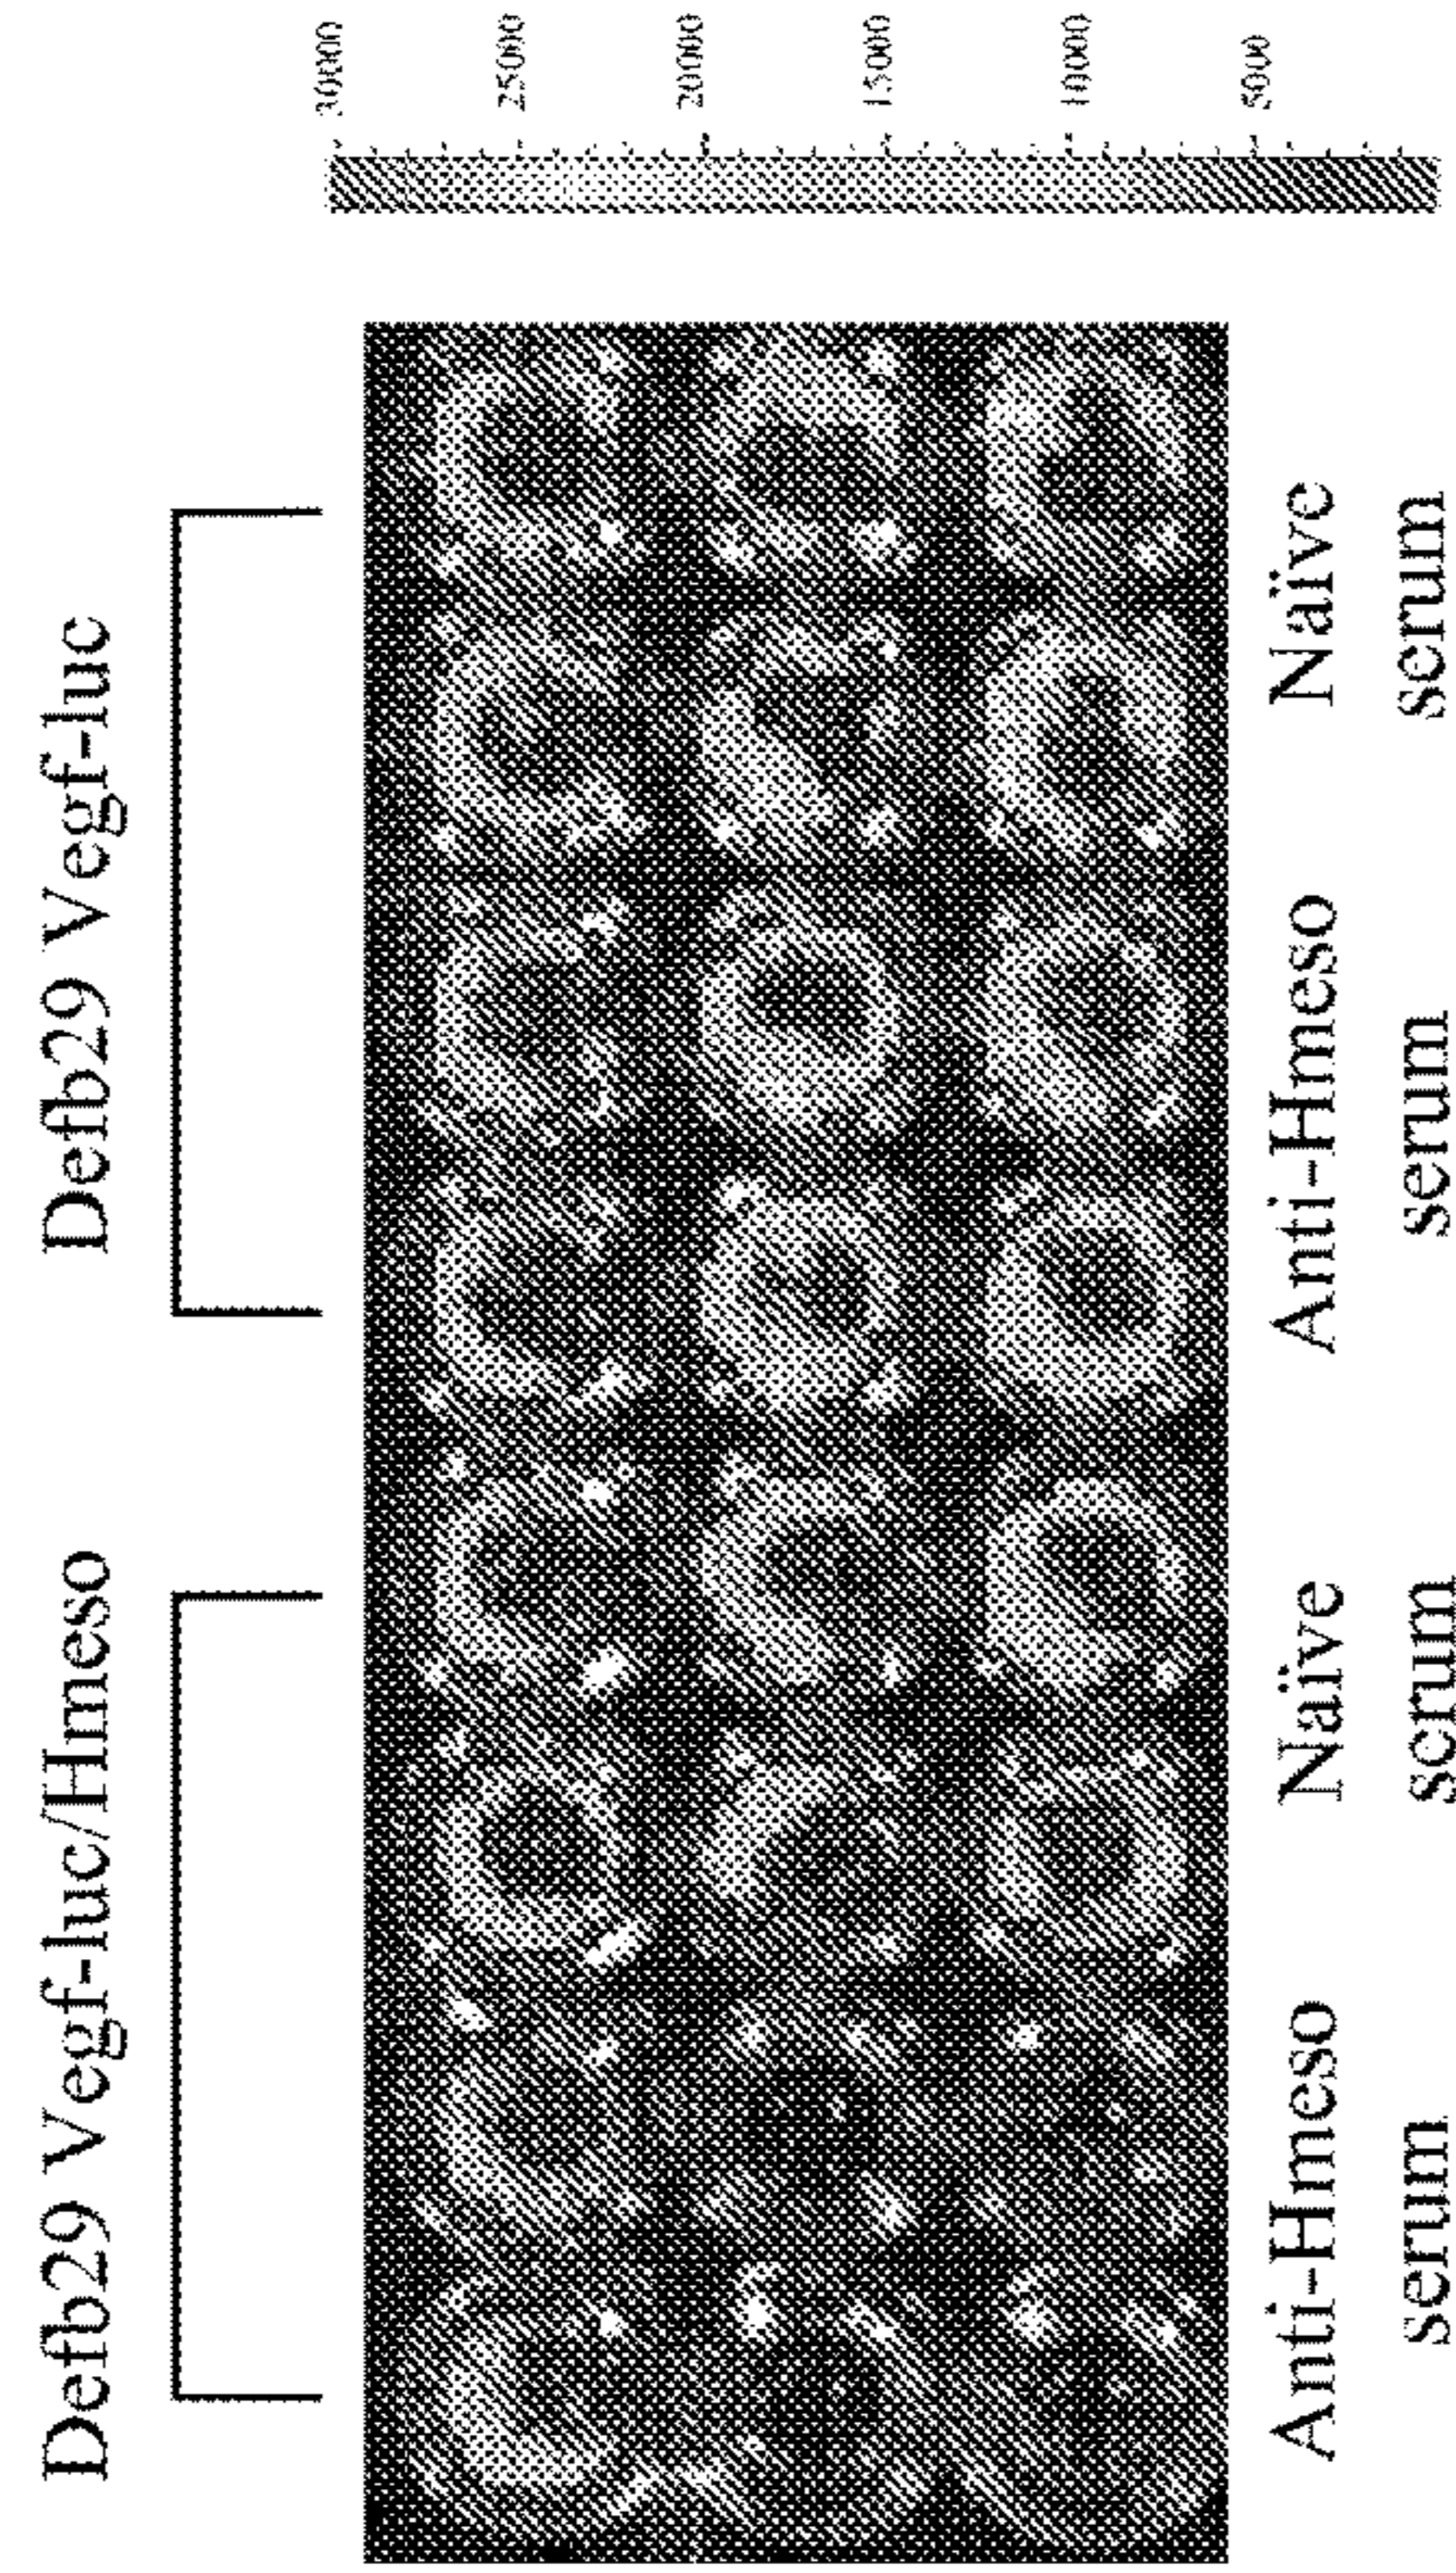 Defb29 Vegf-luc/Hmeso
Defb29 Vegf-luc
30000
25000
20000
15000
10000
5000
Anti-Hmeso
serum
Naïve
serum
Anti-Hmeso
serum
Naïve
serum